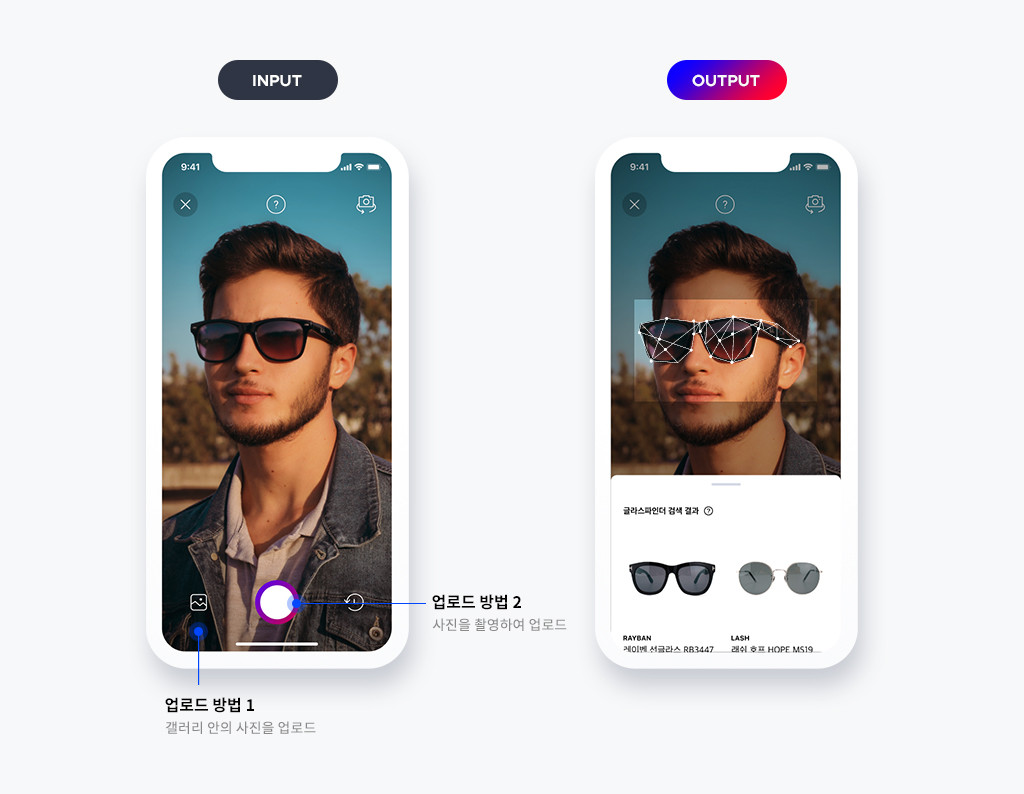 INPUT
OUTPUT
9:41
9:41
?
?
글라스파인더 검색 결과 ?
업로드 방법 2
사진을 촬영하여 업로드
RAYBAN
레이벤 선글라스 RB3447
LASH
래쉬 호프 HOPE MS19...
업로드 방법 1
갤러리 안의 사진을 업로드